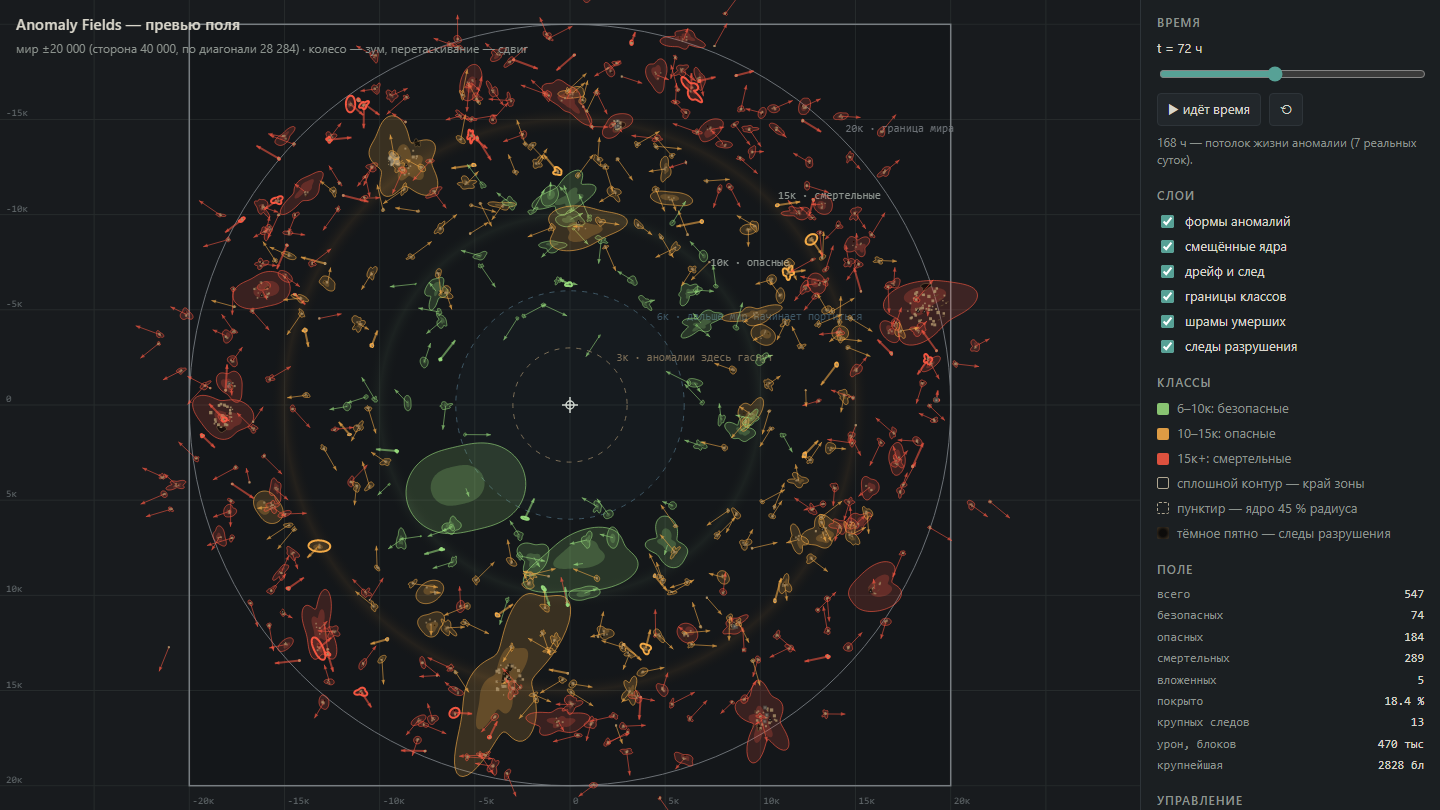 Anomaly Fields — превью поля
мир ±20 000 (сторона 40 000, по диагонали 28 284) · колесо — зум, перетаскивание — сдвиг
-15к
-10к
-5к
0
5к
10к
15к
20к
20к · граница мира
15к · смертельные
10к · опасные
6к · дальше мир начинает портиться
3к · аномалии здесь гаснут
-20к
-15к
-10к
-5к
0
5к
10к
15к
20к
ВРЕМЯ
t = 72 ч
▶ идёт время
⟲
168 ч — потолок жизни аномалии (7 реальных
суток).
СЛОИ
формы аномалий
смещённые ядра
дрейф и след
границы классов
шрамы умерших
следы разрушения
КЛАССЫ
6–10к: безопасные
10–15к: опасные
15к+: смертельные
сплошной контур — край зоны
пунктир — ядро 45 % радиуса
тёмное пятно — следы разрушения
ПОЛЕ
всего 547
безопасных 74
опасных 184
смертельных 289
вложенных 5
покрыто 18.4 %
крупных следов 13
урон, блоков 470 тыс
крупнейшая 2828 бл
УПРАВЛЕНИЕ